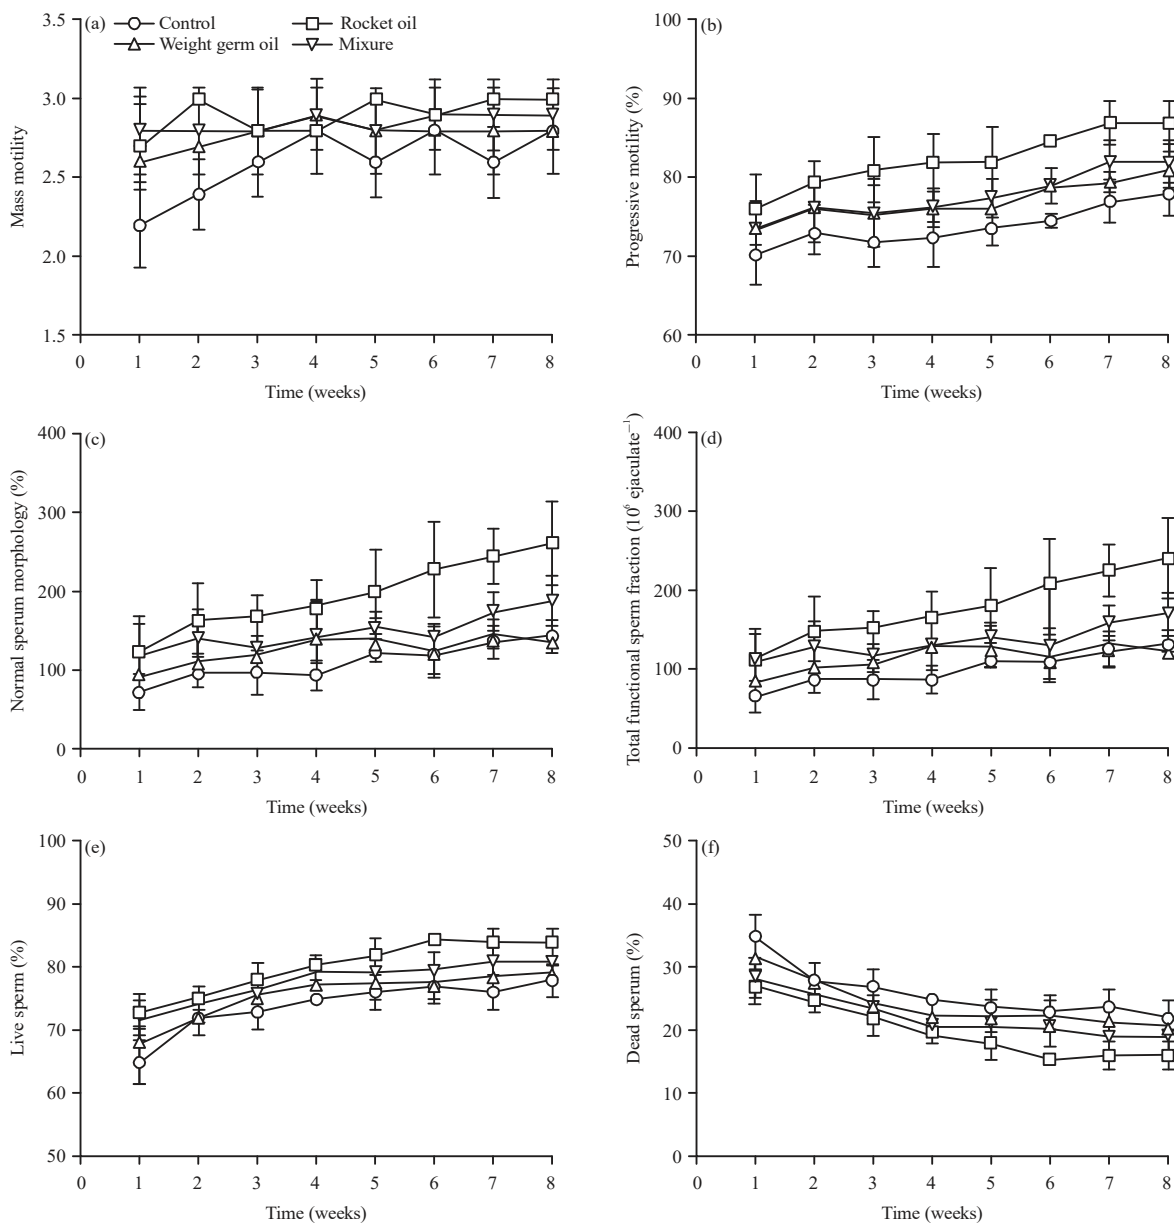 (a)
Control
Rocket oil
Weight germ oil
Mixure
3.5
3.0
2.5
2.0
1.5
Mass motility
0 1 2 3 4 5 6 7 8
Time (weeks)
(b)
100
90
80
70
60
Progressive motility (%)
0 1 2 3 4 5 6 7 8
Time (weeks)
(c)
400
300
200
100
0
Normal sperum morphology (%)
0 1 2 3 4 5 6 7 8
Time (weeks)
(d)
400
300
200
100
0
Total functional sperm fraction (10⁶ ejaculate⁻¹)
0 1 2 3 4 5 6 7 8
Time (weeks)
(e)
100
90
80
70
60
50
Live sperm (%)
0 1 2 3 4 5 6 7 8
Time (weeks)
(f)
50
40
30
20
10
0
Dead sperum (%)
0 1 2 3 4 5 6 7 8
Time (weeks)